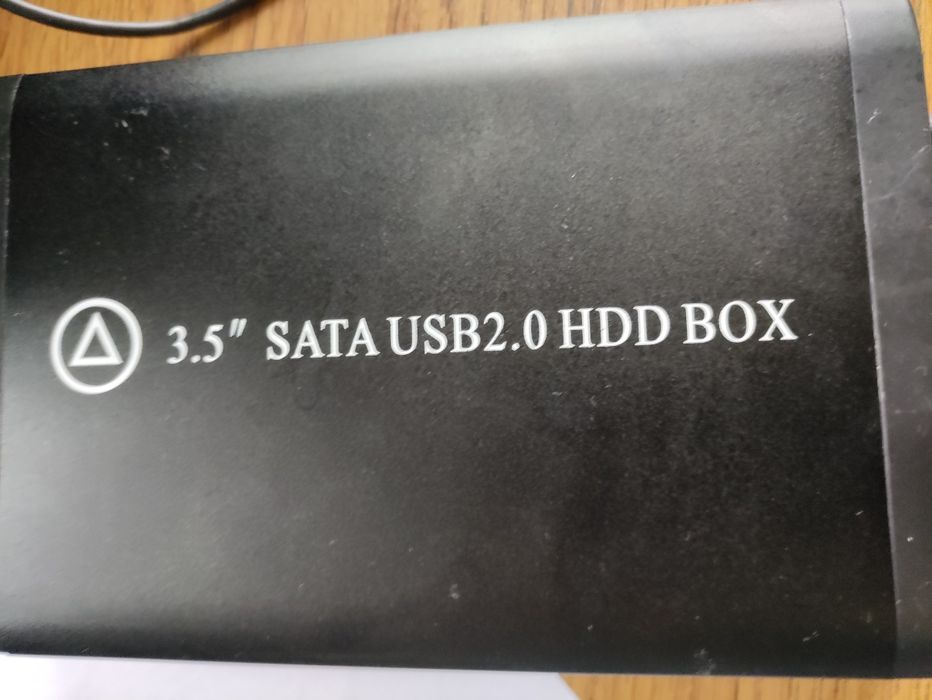 3.5" SATA USB2.0 HDD BOX